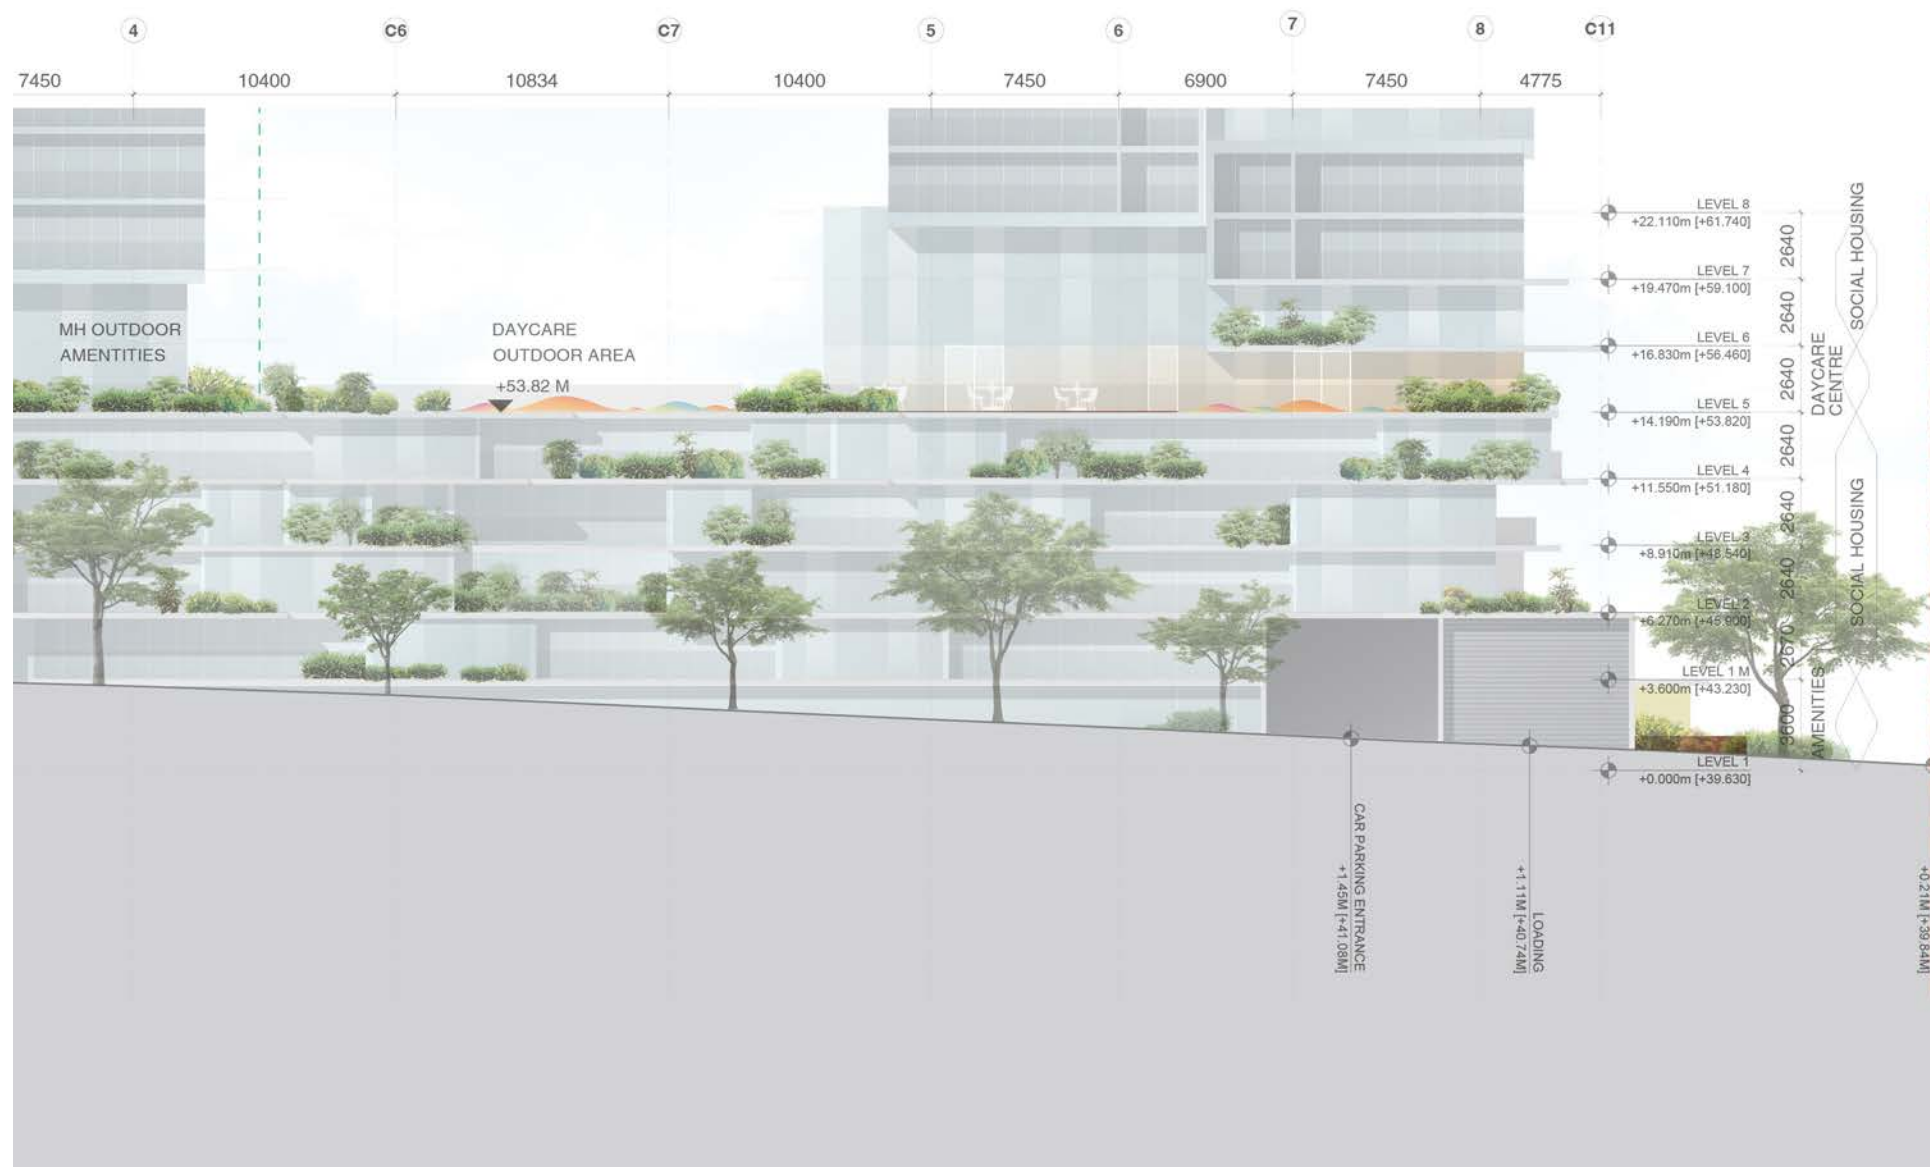 4 C6 C7 5 6 7 8 C11
7450 10400 10834 10400 7450 6900 7450 4775
MH OUTDOOR
AMENTITIES
DAYCARE
OUTDOOR AREA
+53.82 M
LEVEL 8
+22.110m [+61.740]
LEVEL 7
+19.470m [+59.100]
LEVEL 6
+16.830m [+56.460]
LEVEL 5
+14.190m [+53.820]
LEVEL 4
+11.550m [+51.180]
LEVEL 3
+8.910m [+48.540]
LEVEL 2
+6.270m [+45.900]
LEVEL 1 M
+3.600m [+43.230]
LEVEL 1
+0.000m [+39.630]
2640
2640
2640
2640
2640
2640
2670
3600
SOCIAL HOUSING
DAYCARE
CENTRE
SOCIAL HOUSING
AMENITIES
CAR PARKING ENTRANCE
+1.45M [+41.08M]
LOADING
+1.11M [+40.74M]
+0.21M [+39.84M]